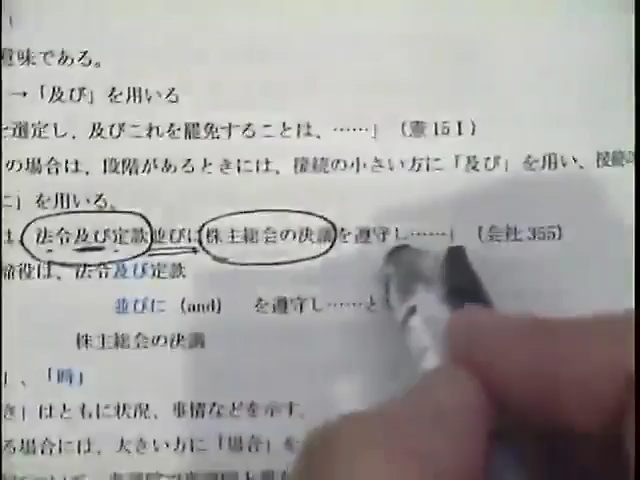 意味である。
→「及び」を用いる
選定し、及びこれを罷免することは、……」（憲15Ⅰ）
の場合は、段階があるときには、接続の小さい方に「及び」を用い、接続
」を用いる。
法令及び定款並びに株主総会の決議を遵守し……」（会社355）
締役は、法令及び定款
並びに（and） を遵守し……と
株主総会の決議
」、「時」
」はともに状況、事情などを示す。
る場合には、大きい方に「場合」を